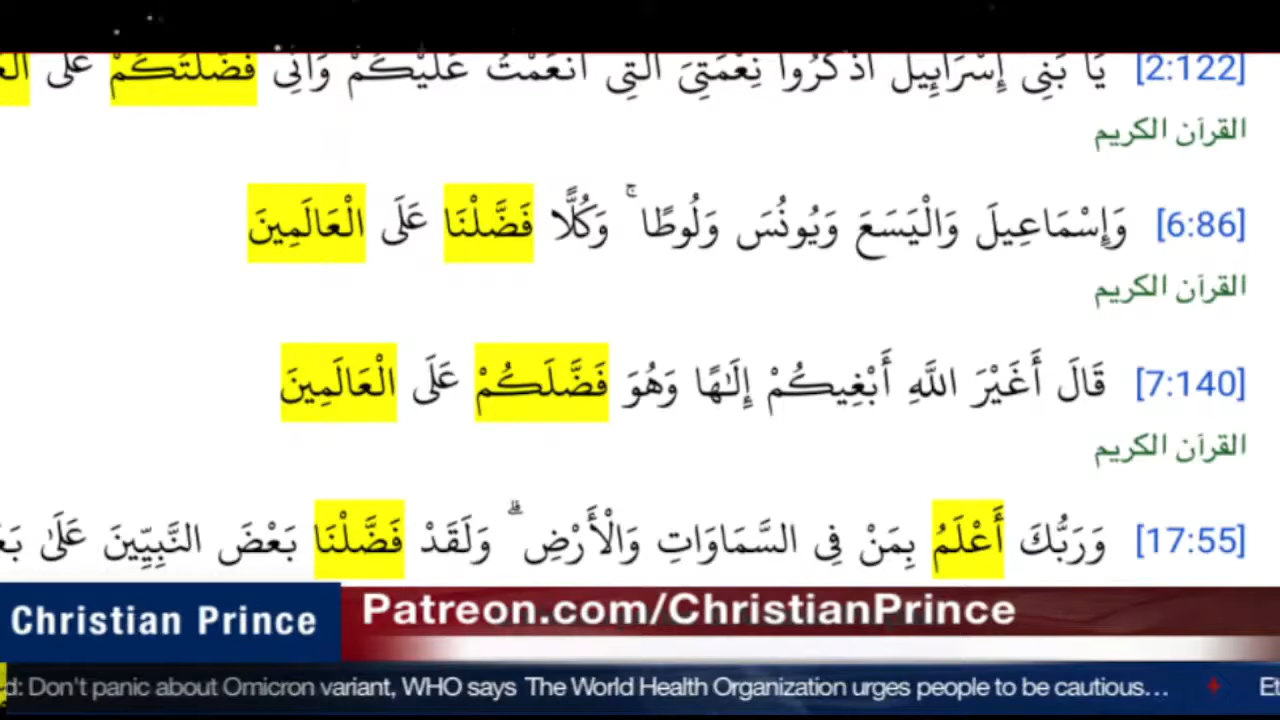 [2:122] يَا بَنِي إِسْرَائِيلَ اذْكُرُوا نِعْمَتِيَ الَّتِي أَنْعَمْتُ عَلَيْكُمْ وَأَنِّي فَضَّلْتُكُمْ عَلَى
القرآن الكريم
[6:86] وَإِسْمَاعِيلَ وَالْيَسَعَ وَيُونُسَ وَلُوطًا ۚ وَكُلًّا فَضَّلْنَا عَلَى الْعَالَمِينَ
القرآن الكريم
[7:140] قَالَ أَغَيْرَ اللَّهِ أَبْغِيكُمْ إِلَٰهًا وَهُوَ فَضَّلَكُمْ عَلَى الْعَالَمِينَ
القرآن الكريم
[17:55] وَرَبُّكَ أَعْلَمُ بِمَنْ فِي السَّمَاوَاتِ وَالْأَرْضِ ۗ وَلَقَدْ فَضَّلْنَا بَعْضَ النَّبِيِّينَ عَلَىٰ
Christian Prince
Patreon.com/ChristianPrince
d: Don't panic about Omicron variant, WHO says The World Health Organization urges people to be cautious... Et